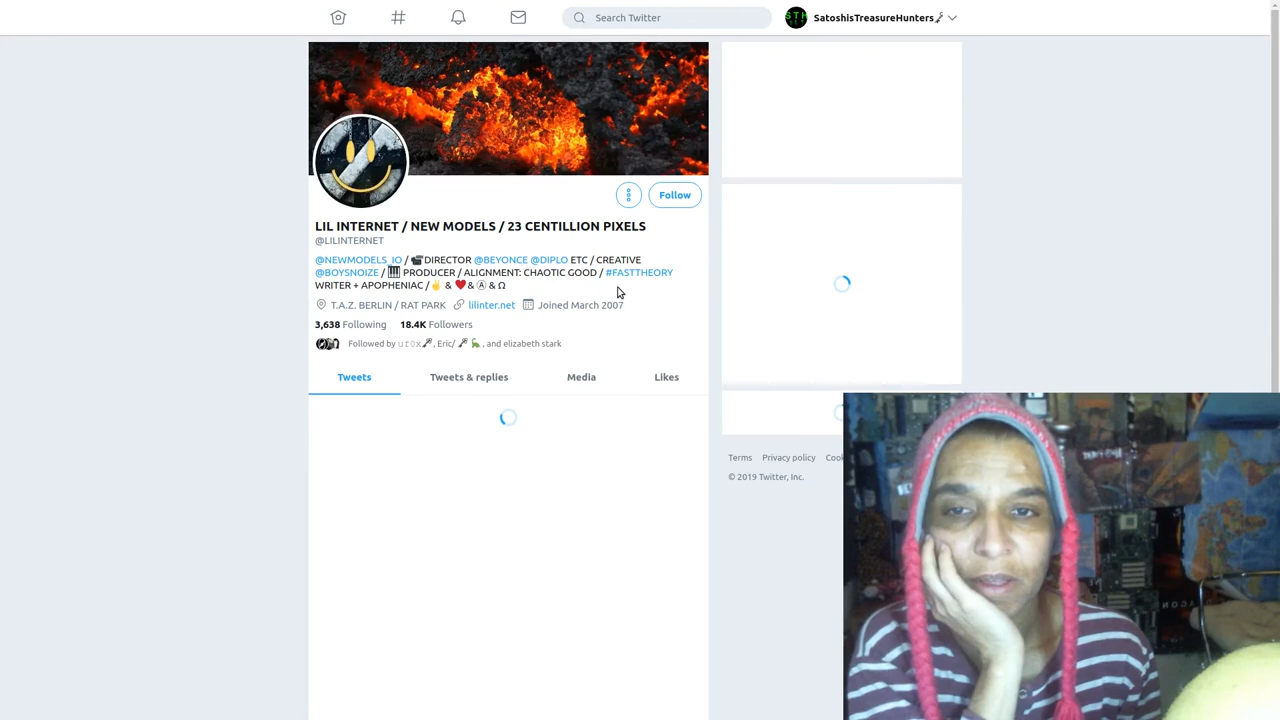 Search Twitter
STH
SatoshisTreasureHunters
Follow
LIL INTERNET / NEW MODELS / 23 CENTILLION PIXELS
@LILINTERNET
@NEWMODELS_IO / 🎥DIRECTOR @BEYONCE @DIPLO ETC / CREATIVE
@BOYSNOIZE / 🎹 PRODUCER / ALIGNMENT: CHAOTIC GOOD / #FASTTHEORY
WRITER + APOPHENIAC /✌️ & ❤️& Ⓐ & Ω
T.A.Z. BERLIN / RAT PARK lilinter.net Joined March 2007
3,638 Following 18.4K Followers
Followed by 𝚞𝚛𝟶𝚡🗝, Eric/ 🗝 🦕, and elizabeth stark
Tweets Tweets & replies Media Likes
Terms Privacy policy Cook
© 2019 Twitter, Inc.